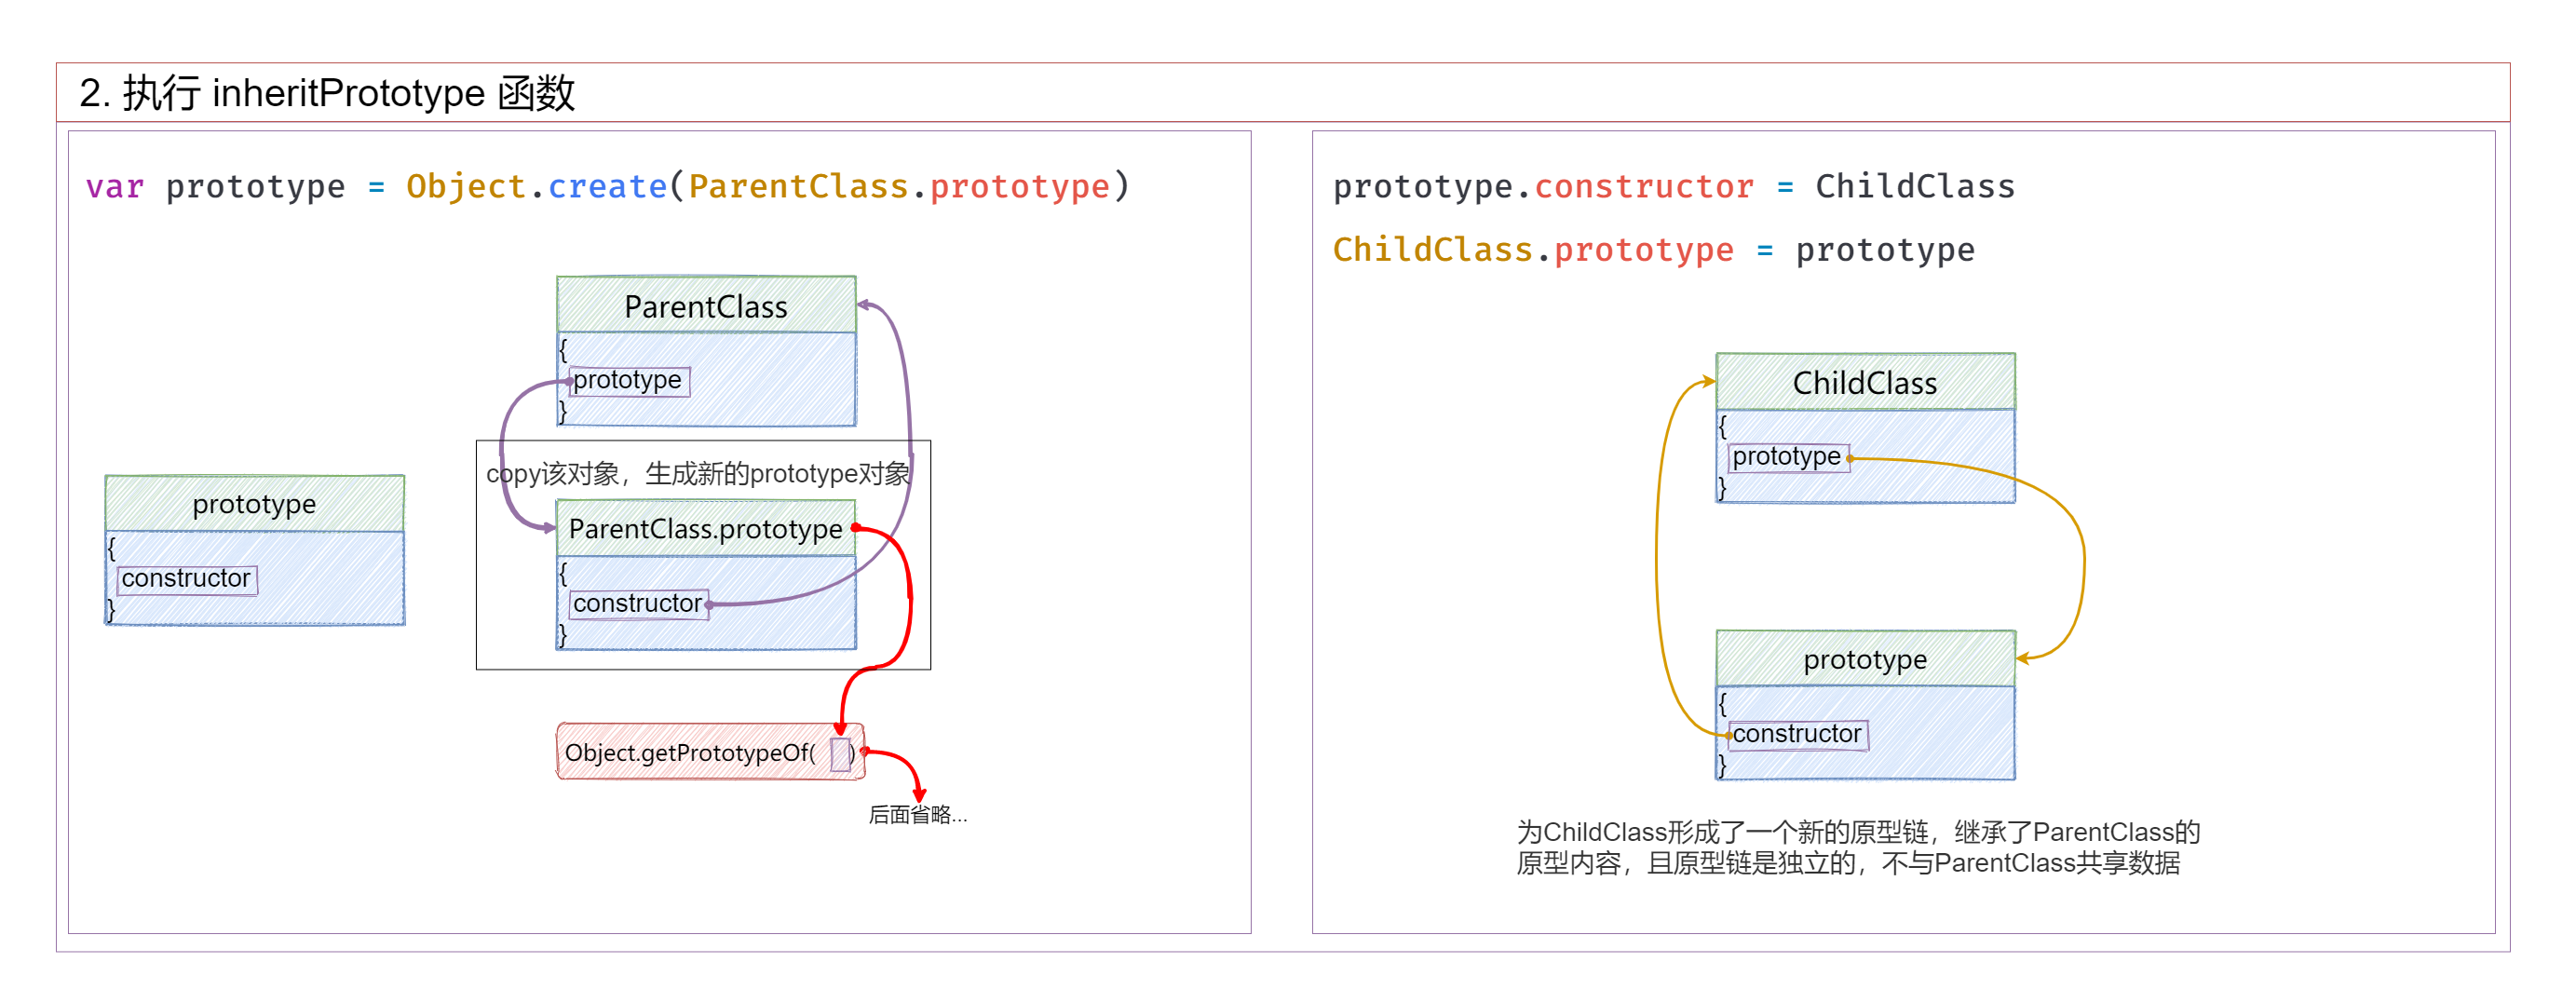 2. 执行 inheritPrototype 函数
var prototype = Object.create(ParentClass.prototype)
ParentClass
{
prototype
}
copy该对象，生成新的prototype对象
prototype
{
constructor
}
ParentClass.prototype
{
constructor
}
Object.getPrototypeOf( )
后面省略...
prototype.constructor = ChildClass
ChildClass.prototype = prototype
ChildClass
{
prototype
}
prototype
{
constructor
}
为ChildClass形成了一个新的原型链，继承了ParentClass的
原型内容，且原型链是独立的，不与ParentClass共享数据